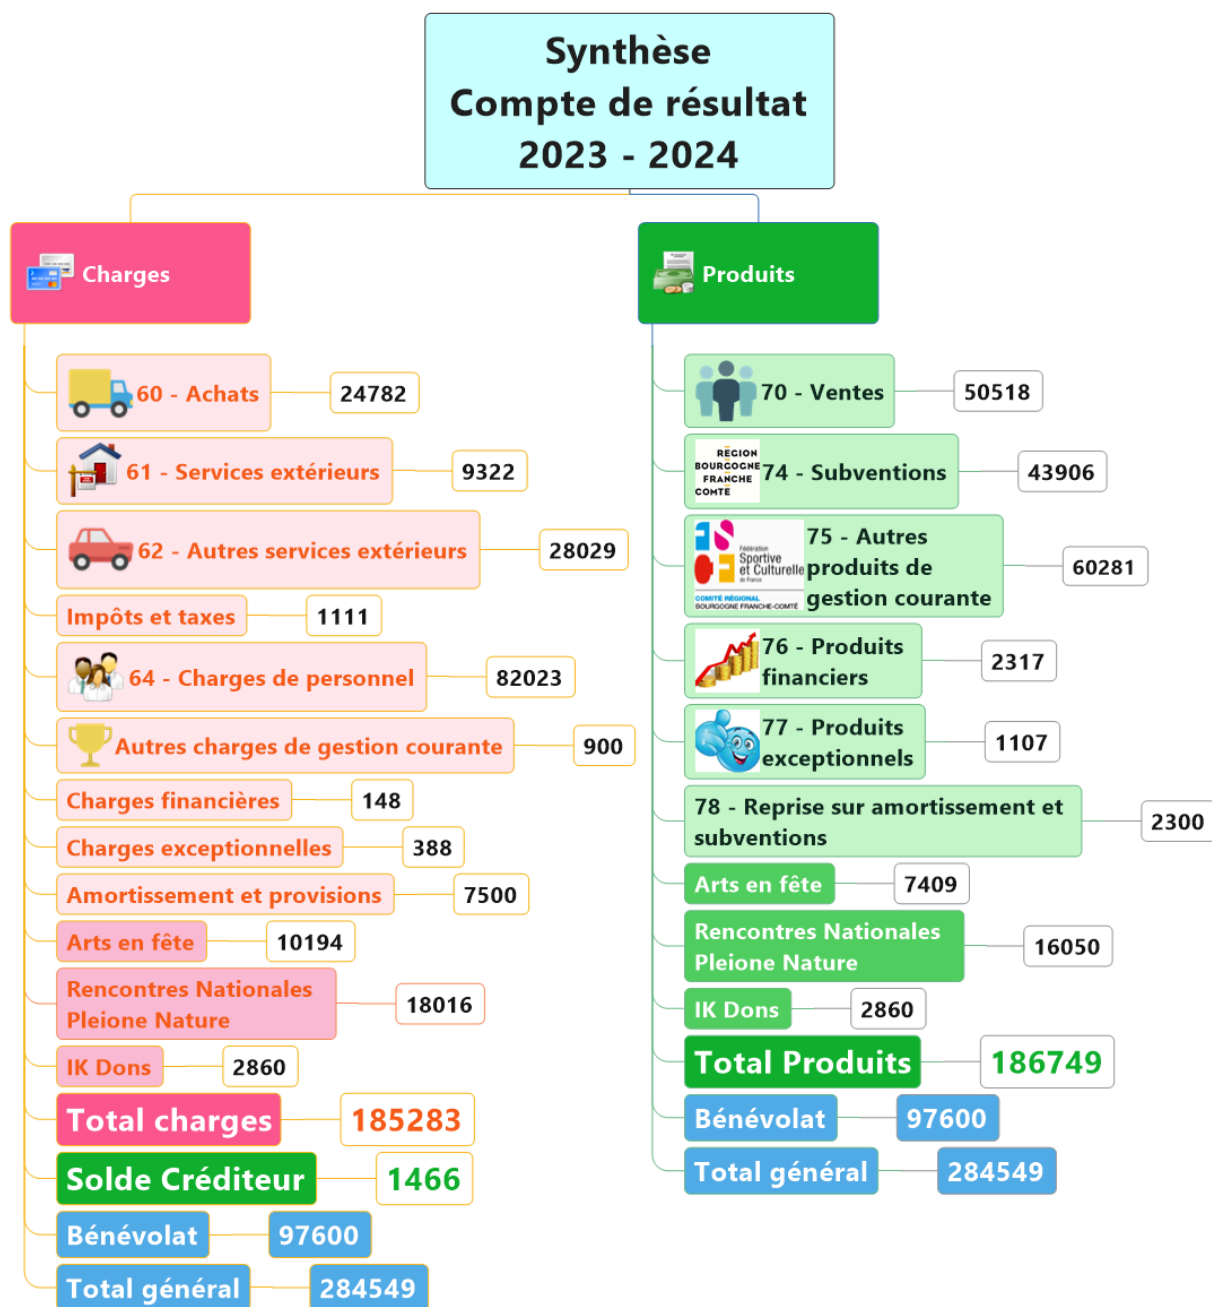 Synthèse
Compte de résultat
2023 - 2024
Charges
60 - Achats
24782
61 - Services extérieurs
9322
62 - Autres services extérieurs
28029
Impôts et taxes
1111
64 - Charges de personnel
82023
Autres charges de gestion courante
900
Charges financières
148
Charges exceptionnelles
388
Amortissement et provisions
7500
Arts en fête
10194
Rencontres Nationales
Pleione Nature
18016
IK Dons
2860
Total charges
185283
Solde Créditeur
1466
Bénévolat
97600
Total général
284549
Produits
70 - Ventes
50518
REGION
BOURGOGNE
FRANCHE
COMTE
74 - Subventions
43906
FSCF
Fédération
Sportive
et Culturelle
de France
COMITÉ RÉGIONAL
BOURGOGNE FRANCHE-COMTÉ
75 - Autres
produits de
gestion courante
60281
76 - Produits
financiers
2317
77 - Produits
exceptionnels
1107
78 - Reprise sur amortissement et
subventions
2300
Arts en fête
7409
Rencontres Nationales
Pleione Nature
16050
IK Dons
2860
Total Produits
186749
Bénévolat
97600
Total général
284549